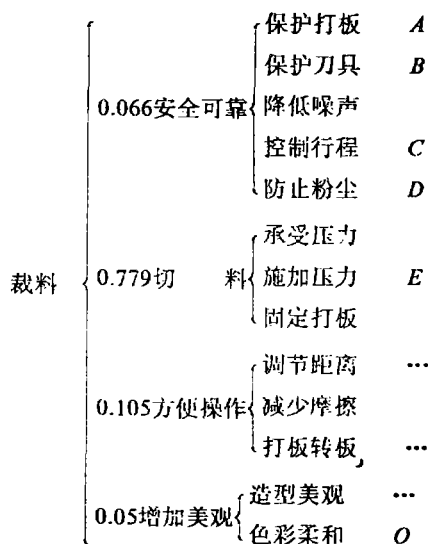 保护打板 A
保护刀具 B
0.066安全可靠 降低噪声
控制行程 C
防止粉尘 D
承受压力
裁料 0.779切 料 施加压力 E
固定打板
调节距离 …
0.105方便操作 减少摩擦
打板转板 …
造型美观 …
0.05增加美观
色彩柔和 O